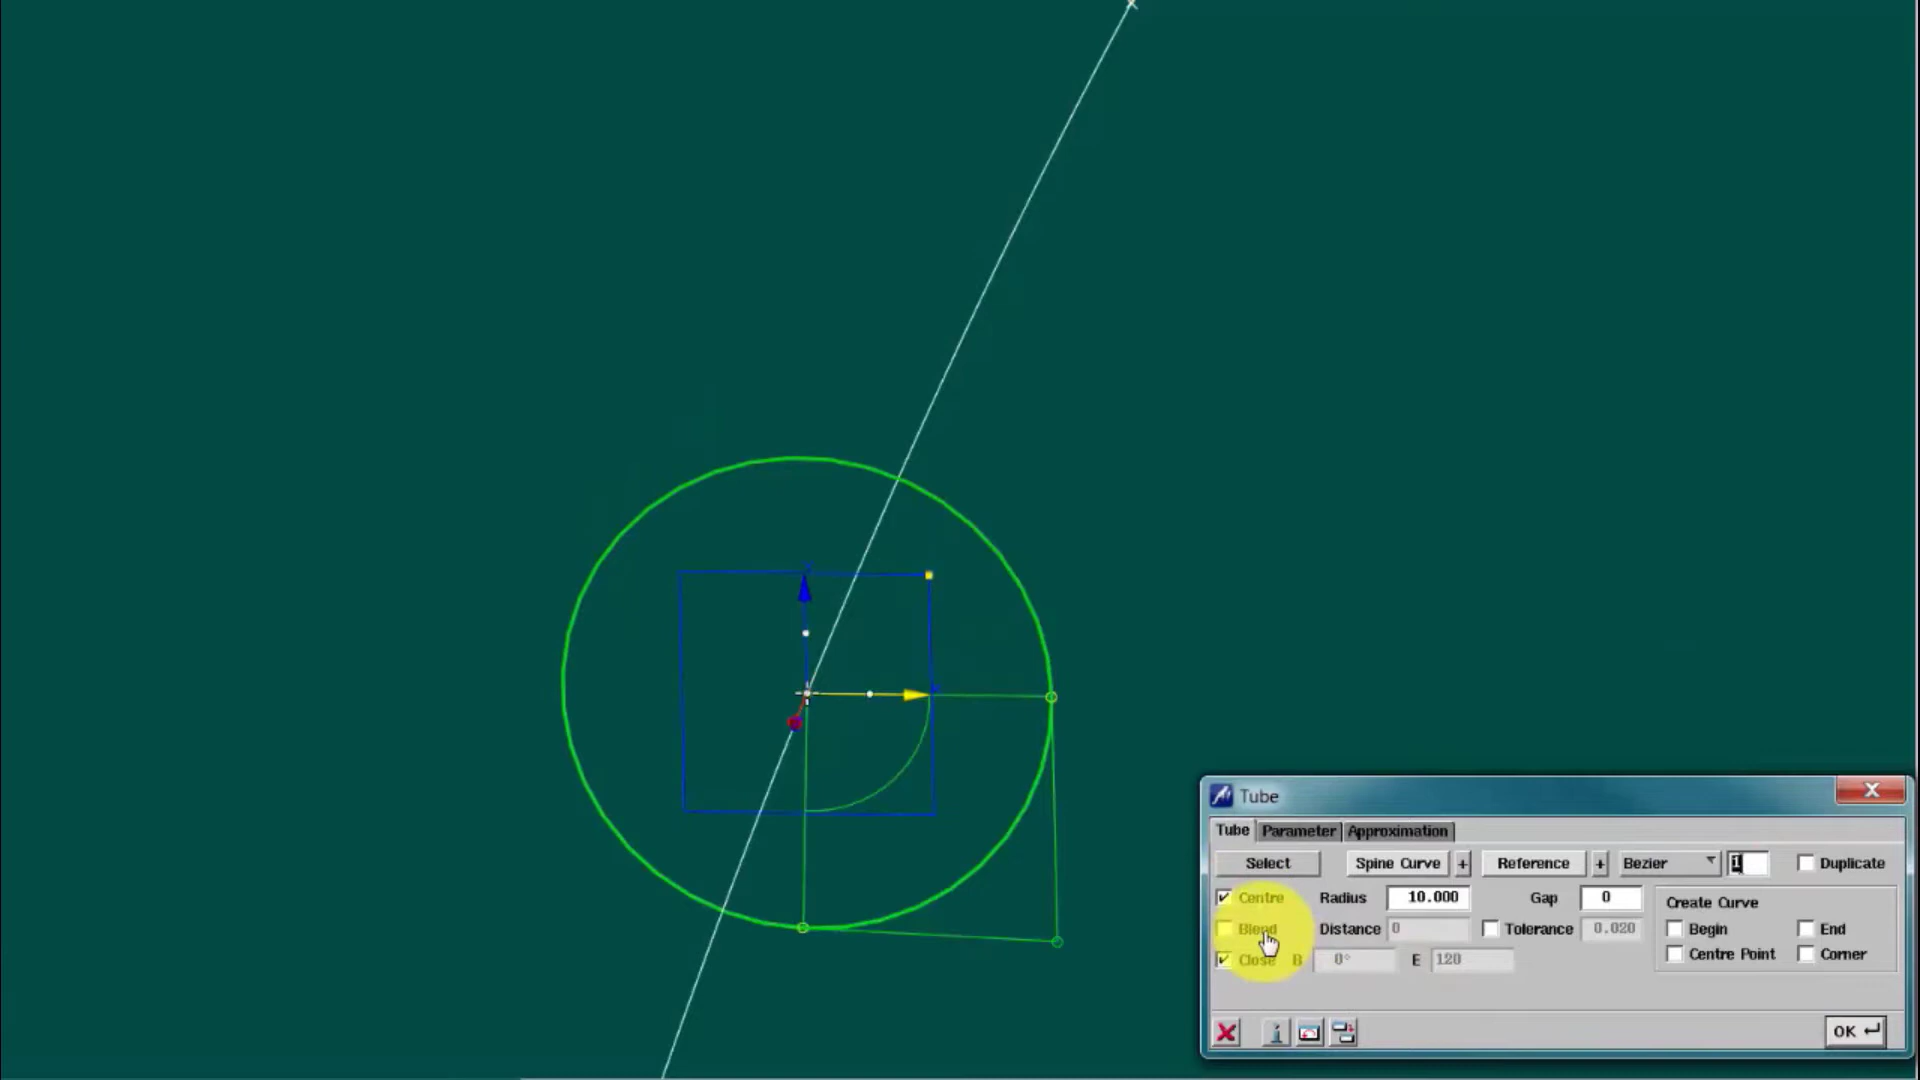 Tube
Tube Parameter Approximation
Select Spine Curve + Reference + Bezier 1 Duplicate
Centre Radius 10.000 Gap 0 Create Curve
Blend Distance 0 Tolerance 0.020 Begin End
Close B 0° E 120 Centre Point Corner
OK